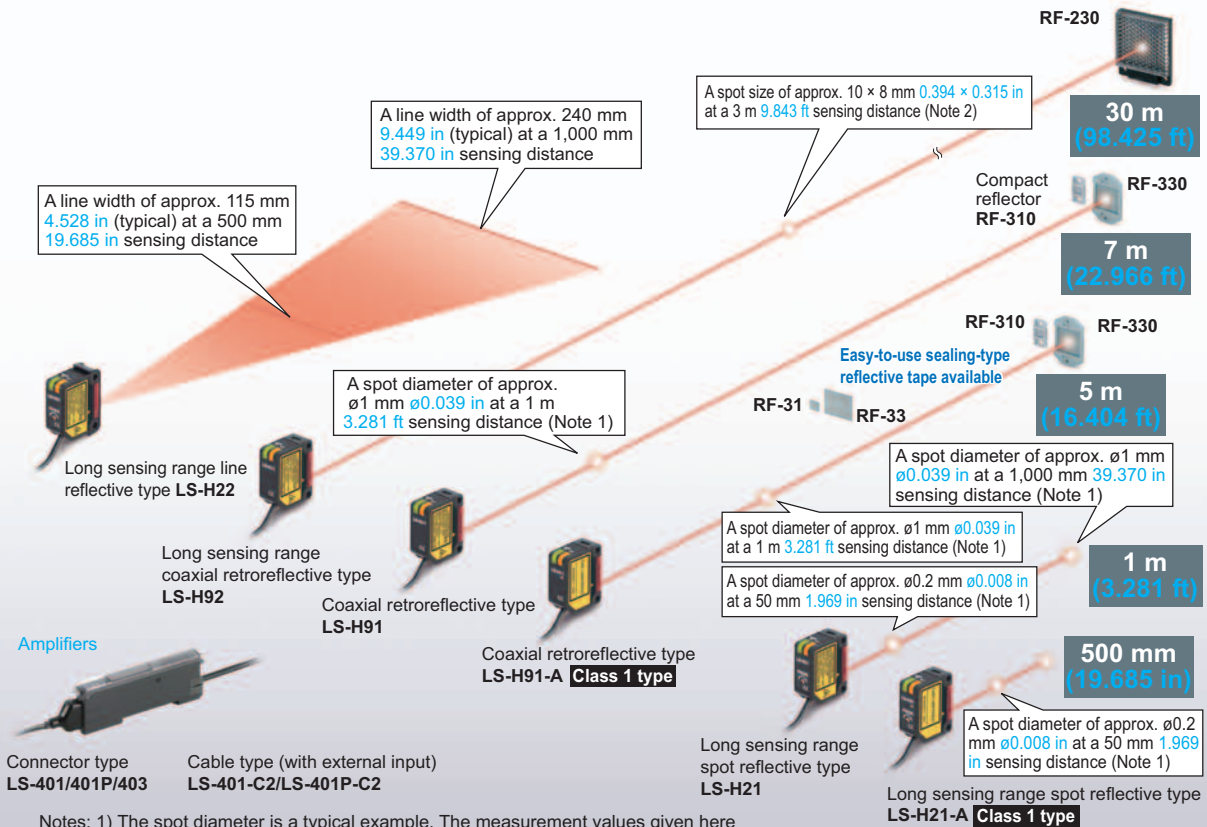 RF-230
A spot size of approx. 10 × 8 mm 0.394 × 0.315 in
at a 3 m 9.843 ft sensing distance (Note 2)
30 m
(98.425 ft)
A line width of approx. 240 mm
9.449 in (typical) at a 1,000 mm
39.370 in sensing distance
A line width of approx. 115 mm
4.528 in (typical) at a 500 mm
19.685 in sensing distance
Compact
reflector
RF-310
RF-330
7 m
(22.966 ft)
RF-310
RF-330
Easy-to-use sealing-type
reflective tape available
RF-31
RF-33
5 m
(16.404 ft)
A spot diameter of approx.
ø1 mm ø0.039 in at a 1 m
3.281 ft sensing distance (Note 1)
A spot diameter of approx. ø1 mm
ø0.039 in at a 1,000 mm 39.370 in
sensing distance (Note 1)
Long sensing range line
reflective type LS-H22
A spot diameter of approx. ø1 mm ø0.039 in
at a 1 m 3.281 ft sensing distance (Note 1)
1 m
(3.281 ft)
Long sensing range
coaxial retroreflective type
LS-H92
A spot diameter of approx. ø0.2 mm ø0.008 in
at a 50 mm 1.969 in sensing distance (Note 1)
Coaxial retroreflective type
LS-H91
Coaxial retroreflective type
LS-H91-A Class 1 type
500 mm
(19.685 in)
Amplifiers
Connector type
LS-401/401P/403
Cable type (with external input)
LS-401-C2/LS-401P-C2
Long sensing range
spot reflective type
LS-H21
A spot diameter of approx. ø0.2
mm ø0.008 in at a 50 mm 1.969
in sensing distance (Note 1)
Long sensing range spot reflective type
LS-H21-A Class 1 type
Notes: 1) The spot diameter is a typical example. The measurement values given here